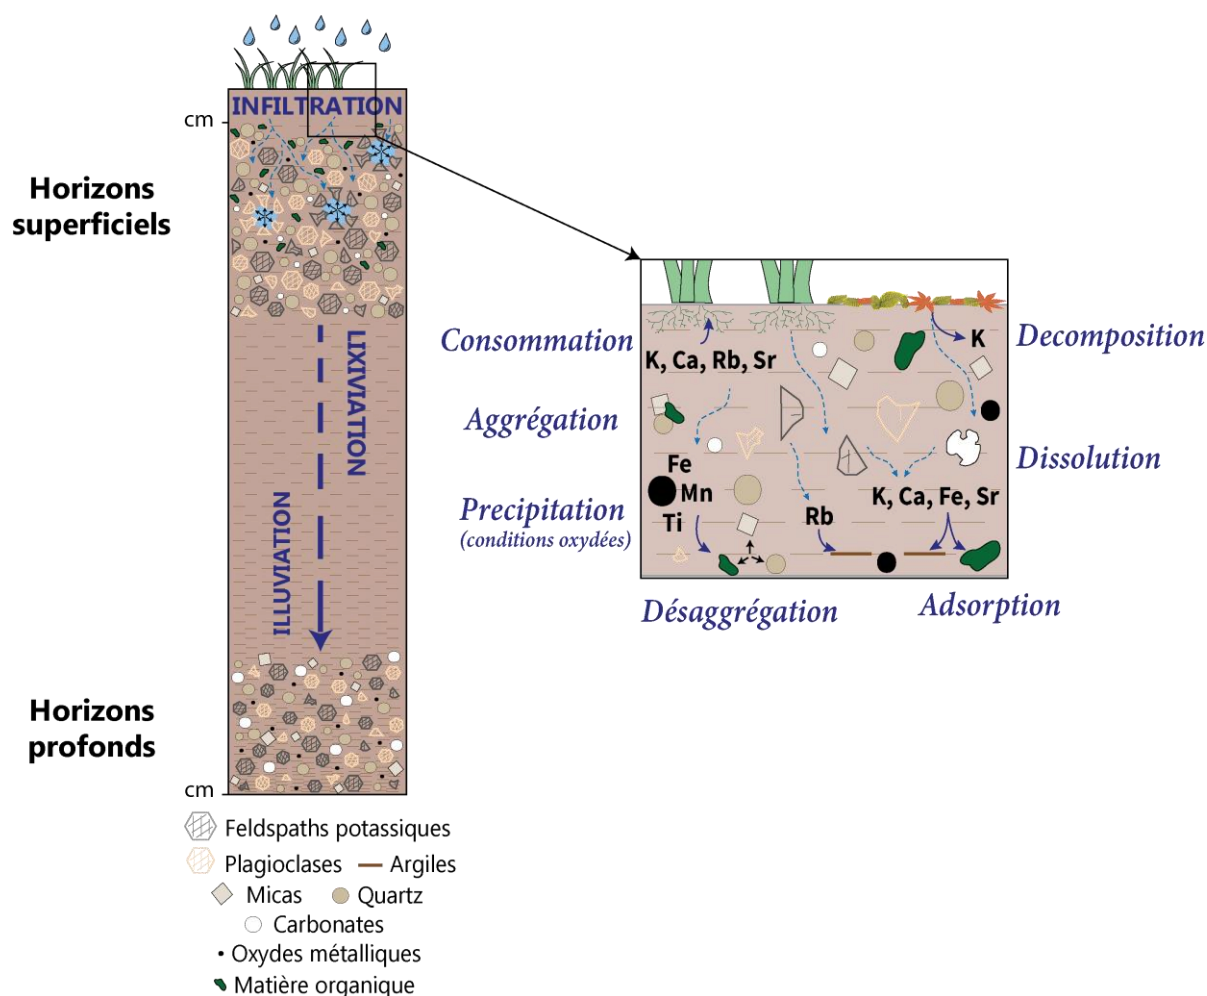 INFILTRATION
cm
Horizons
superficiels
LIXIVIATION
ILLUVIATION
Horizons
profonds
cm
Consommation
K, Ca, Rb, Sr
K
Decomposition
Aggrégation
Fe
Mn
Ti
Precipitation
(conditions oxydées)
Rb
K, Ca, Fe, Sr
Dissolution
Désaggrégation
Adsorption
Feldspaths potassiques
Plagioclases
Argiles
Micas
Quartz
Carbonates
Oxydes métalliques
Matière organique